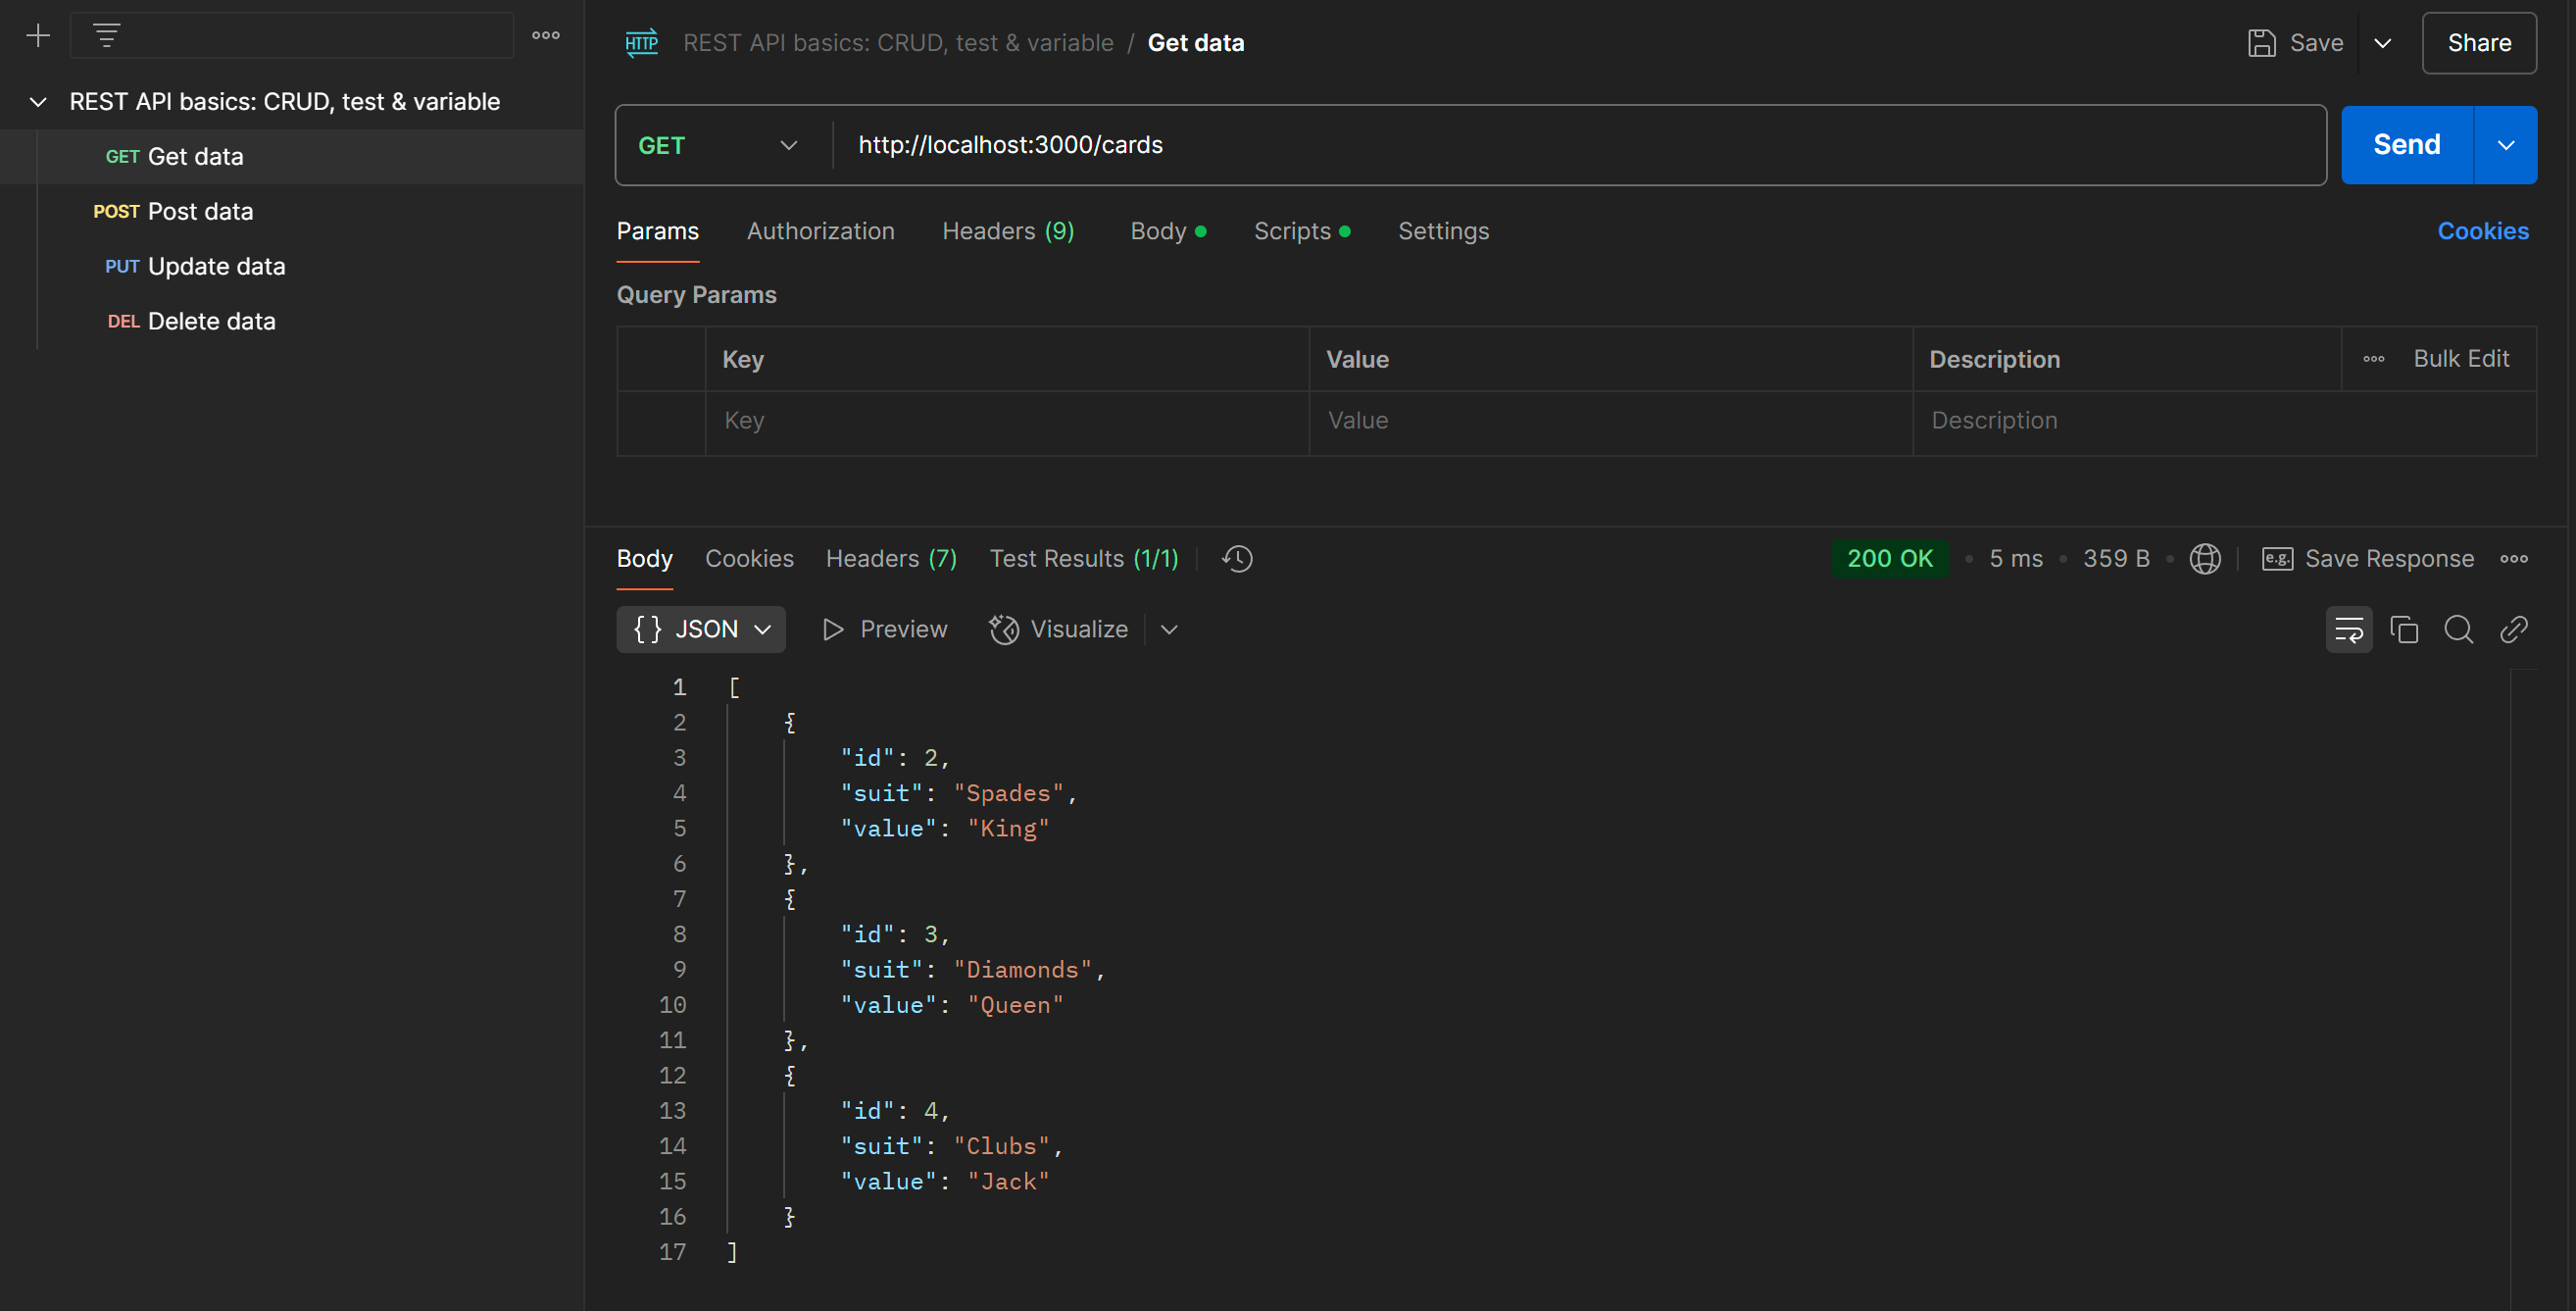 REST API basics: CRUD, test & variable
GET Get data
POST Post data
PUT Update data
DEL Delete data
HTTP REST API basics: CRUD, test & variable / Get data
Save
Share
GET http://localhost:3000/cards
Send
Params Authorization Headers (9) Body Scripts Settings Cookies
Query Params
Key Value Description Bulk Edit
Key Value Description
Body Cookies Headers (7) Test Results (1/1) 200 OK • 5 ms • 359 B • e.g. Save Response
{} JSON Preview Visualize
1 [
2 {
3 "id": 2,
4 "suit": "Spades",
5 "value": "King"
6 },
7 {
8 "id": 3,
9 "suit": "Diamonds",
10 "value": "Queen"
11 },
12 {
13 "id": 4,
14 "suit": "Clubs",
15 "value": "Jack"
16 }
17 ]